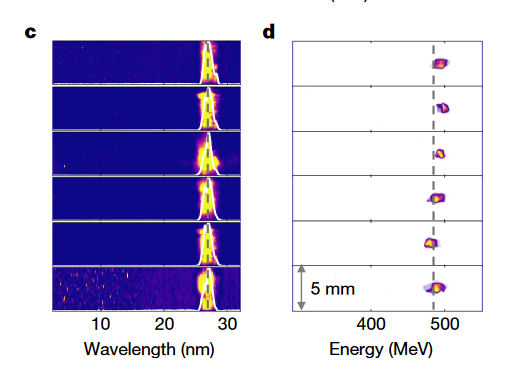 c
d
5 mm
10 20 30
400 500
Wavelength (nm)
Energy (MeV)